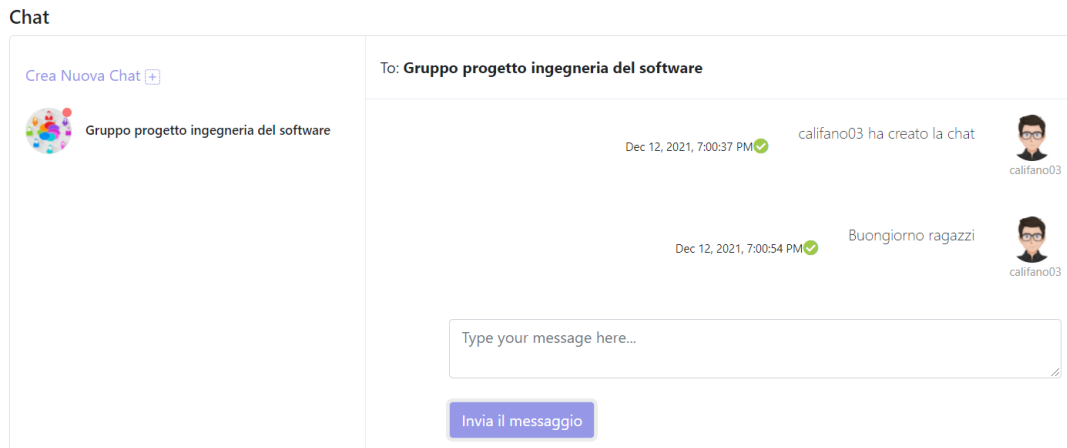 Chat
Crea Nuova Chat
Gruppo progetto ingegneria del software
To: Gruppo progetto ingegneria del software
califano03 ha creato la chat
Dec 12, 2021, 7:00:37 PM
califano03
Buongiorno ragazzi
Dec 12, 2021, 7:00:54 PM
califano03
Type your message here...
Invia il messaggio